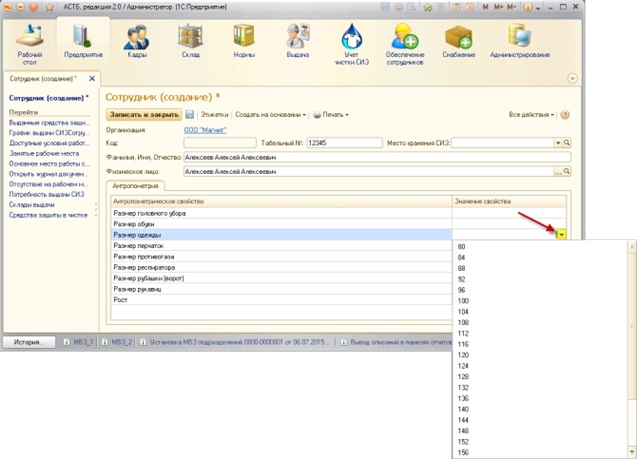 АСТБ, редакция 2.0 / Администратор (1С:Предприятие)
M M+ M-
Рабочий стол
Предприятие
Кадры
Склад
Нормы
Выдача
Учет чистки СИЗ
Обеспечение сотрудников
Снабжение
Администрирование
Сотрудник (создание) *
Сотрудник (создание) *
Перейти
Выданные средства защи...
График выдачи СИЗСотру...
Доступные условия работ...
Занятые рабочие места
Основное место работы с...
Открыть журнал докумен...
Отсутствие на рабочем м...
Потребность выдачи СИЗ
Склады выдачи
Средства защиты в чистке
Сотрудник (создание) *
Записать и закрыть
Этикетки
Создать на основании
Печать
Все действия
Организация: ООО "Магнит"
Код:
Табельный №: 12345
Место хранения СИЗ:
Фамилия, Имя, Отчество: Алексеев Алексей Алексеевич
Физическое лицо: Алексеев Алексей Алексеевич
Антропометрия
Антропометрическое свойство
Значение свойства
Размер головного убора
Размер обуви
Размер одежды
Размер перчаток
Размер противогаза
Размер респиратора
Размер рубашки (ворот)
Размер рукавиц
Рост
80
84
88
92
96
100
104
108
112
116
120
124
128
132
136
140
144
148
152
156
История...
МВЗ_1
МВЗ_2
Установка МВЗ подразделений 0000-0000001 от 06.07.2015...
Вывод описаний в панелях отчетов